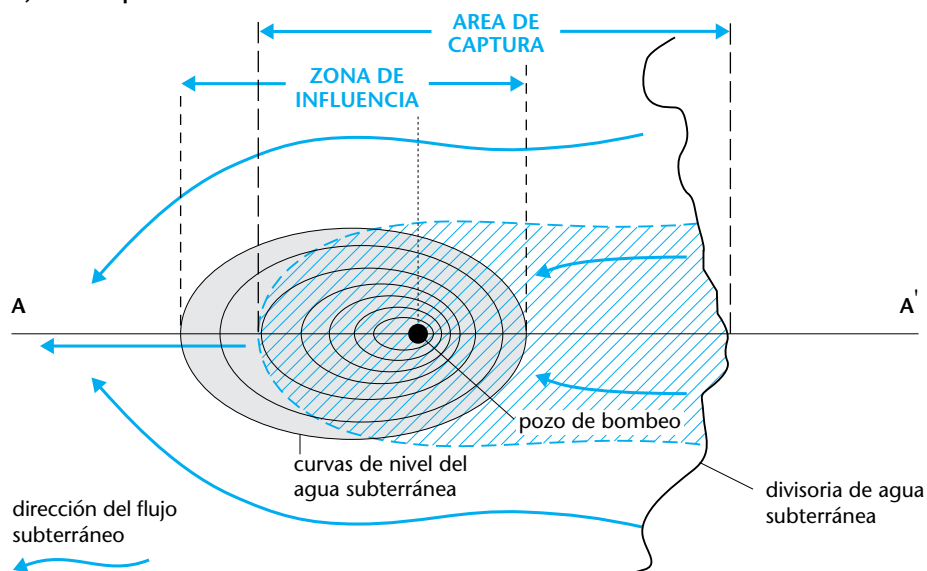 AREA DE
CAPTURA
ZONA DE
INFLUENCIA
A
A'
pozo de bombeo
curvas de nivel del
agua subterránea
divisoria de agua
subterránea
dirección del flujo
subterráneo